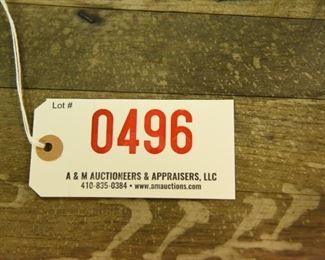 Lot #
0496
A & M AUCTIONEERS & APPRAISERS, LLC
410-835-0384 • www.amauctions.com